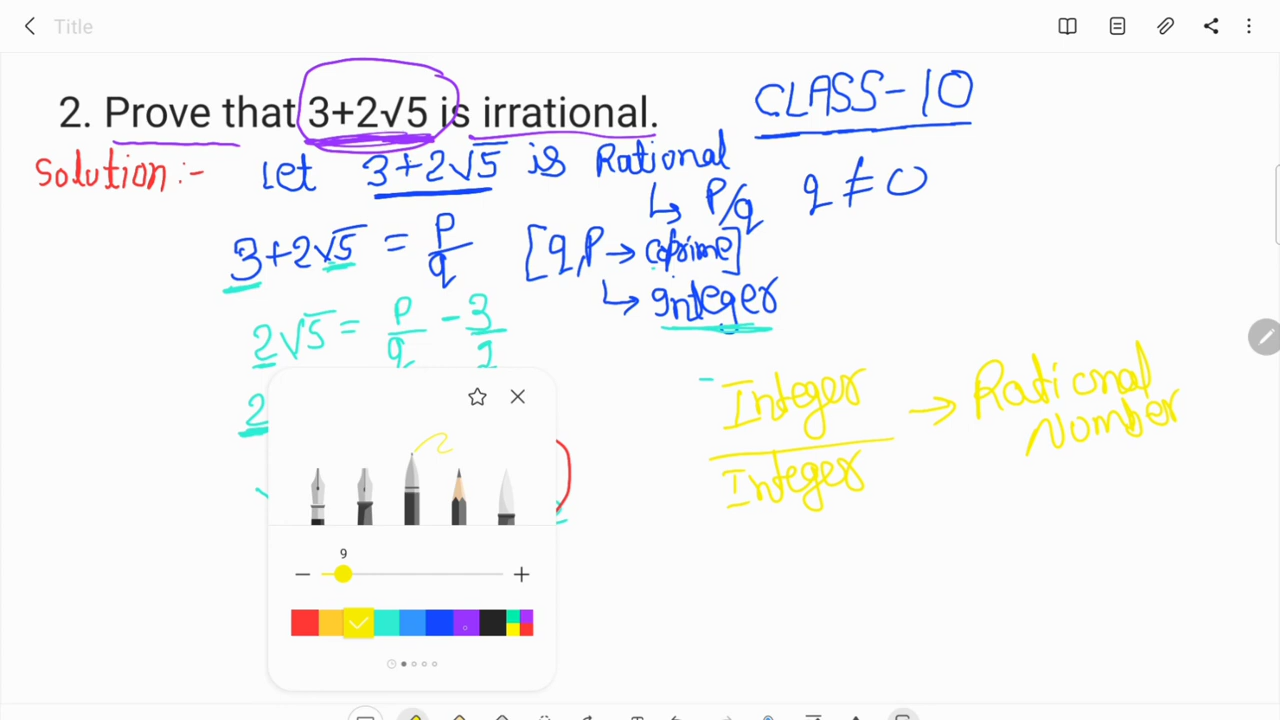 Title
2. Prove that 3+2√5 is irrational.
CLASS-10
Solution :- Let 3+2√5 is Rational
↳ P/q q ≠ 0
3+2√5 = P/q [q,P → coprime]
↳ Integer
2√5 = P/q - 3/1
2
Integer/Integer → Rational Number
9